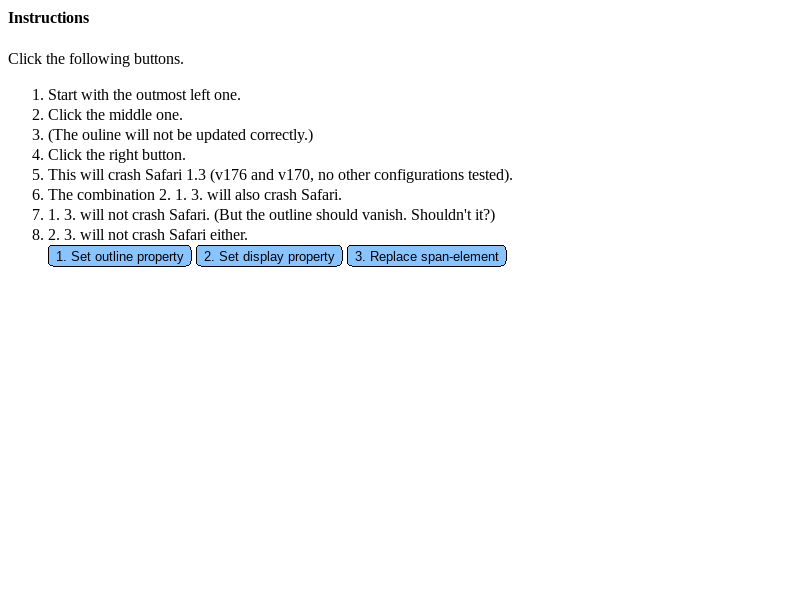 Instructions
Click the following buttons.
1. Start with the outmost left one.
2. Click the middle one.
3. (The ouline will not be updated correctly.)
4. Click the right button.
5. This will crash Safari 1.3 (v176 and v170, no other configurations tested).
6. The combination 2. 1. 3. will also crash Safari.
7. 1. 3. will not crash Safari. (But the outline should vanish. Shouldn't it?)
8. 2. 3. will not crash Safari either.
1. Set outline property 2. Set display property 3. Replace span-element